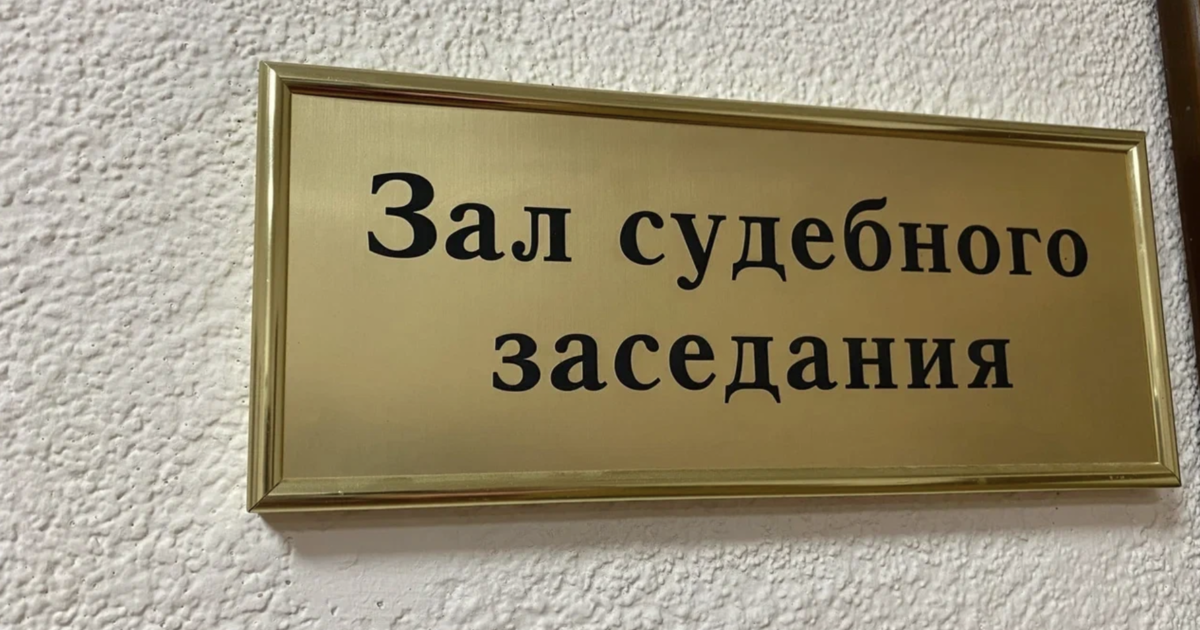 Зал судебного
заседания